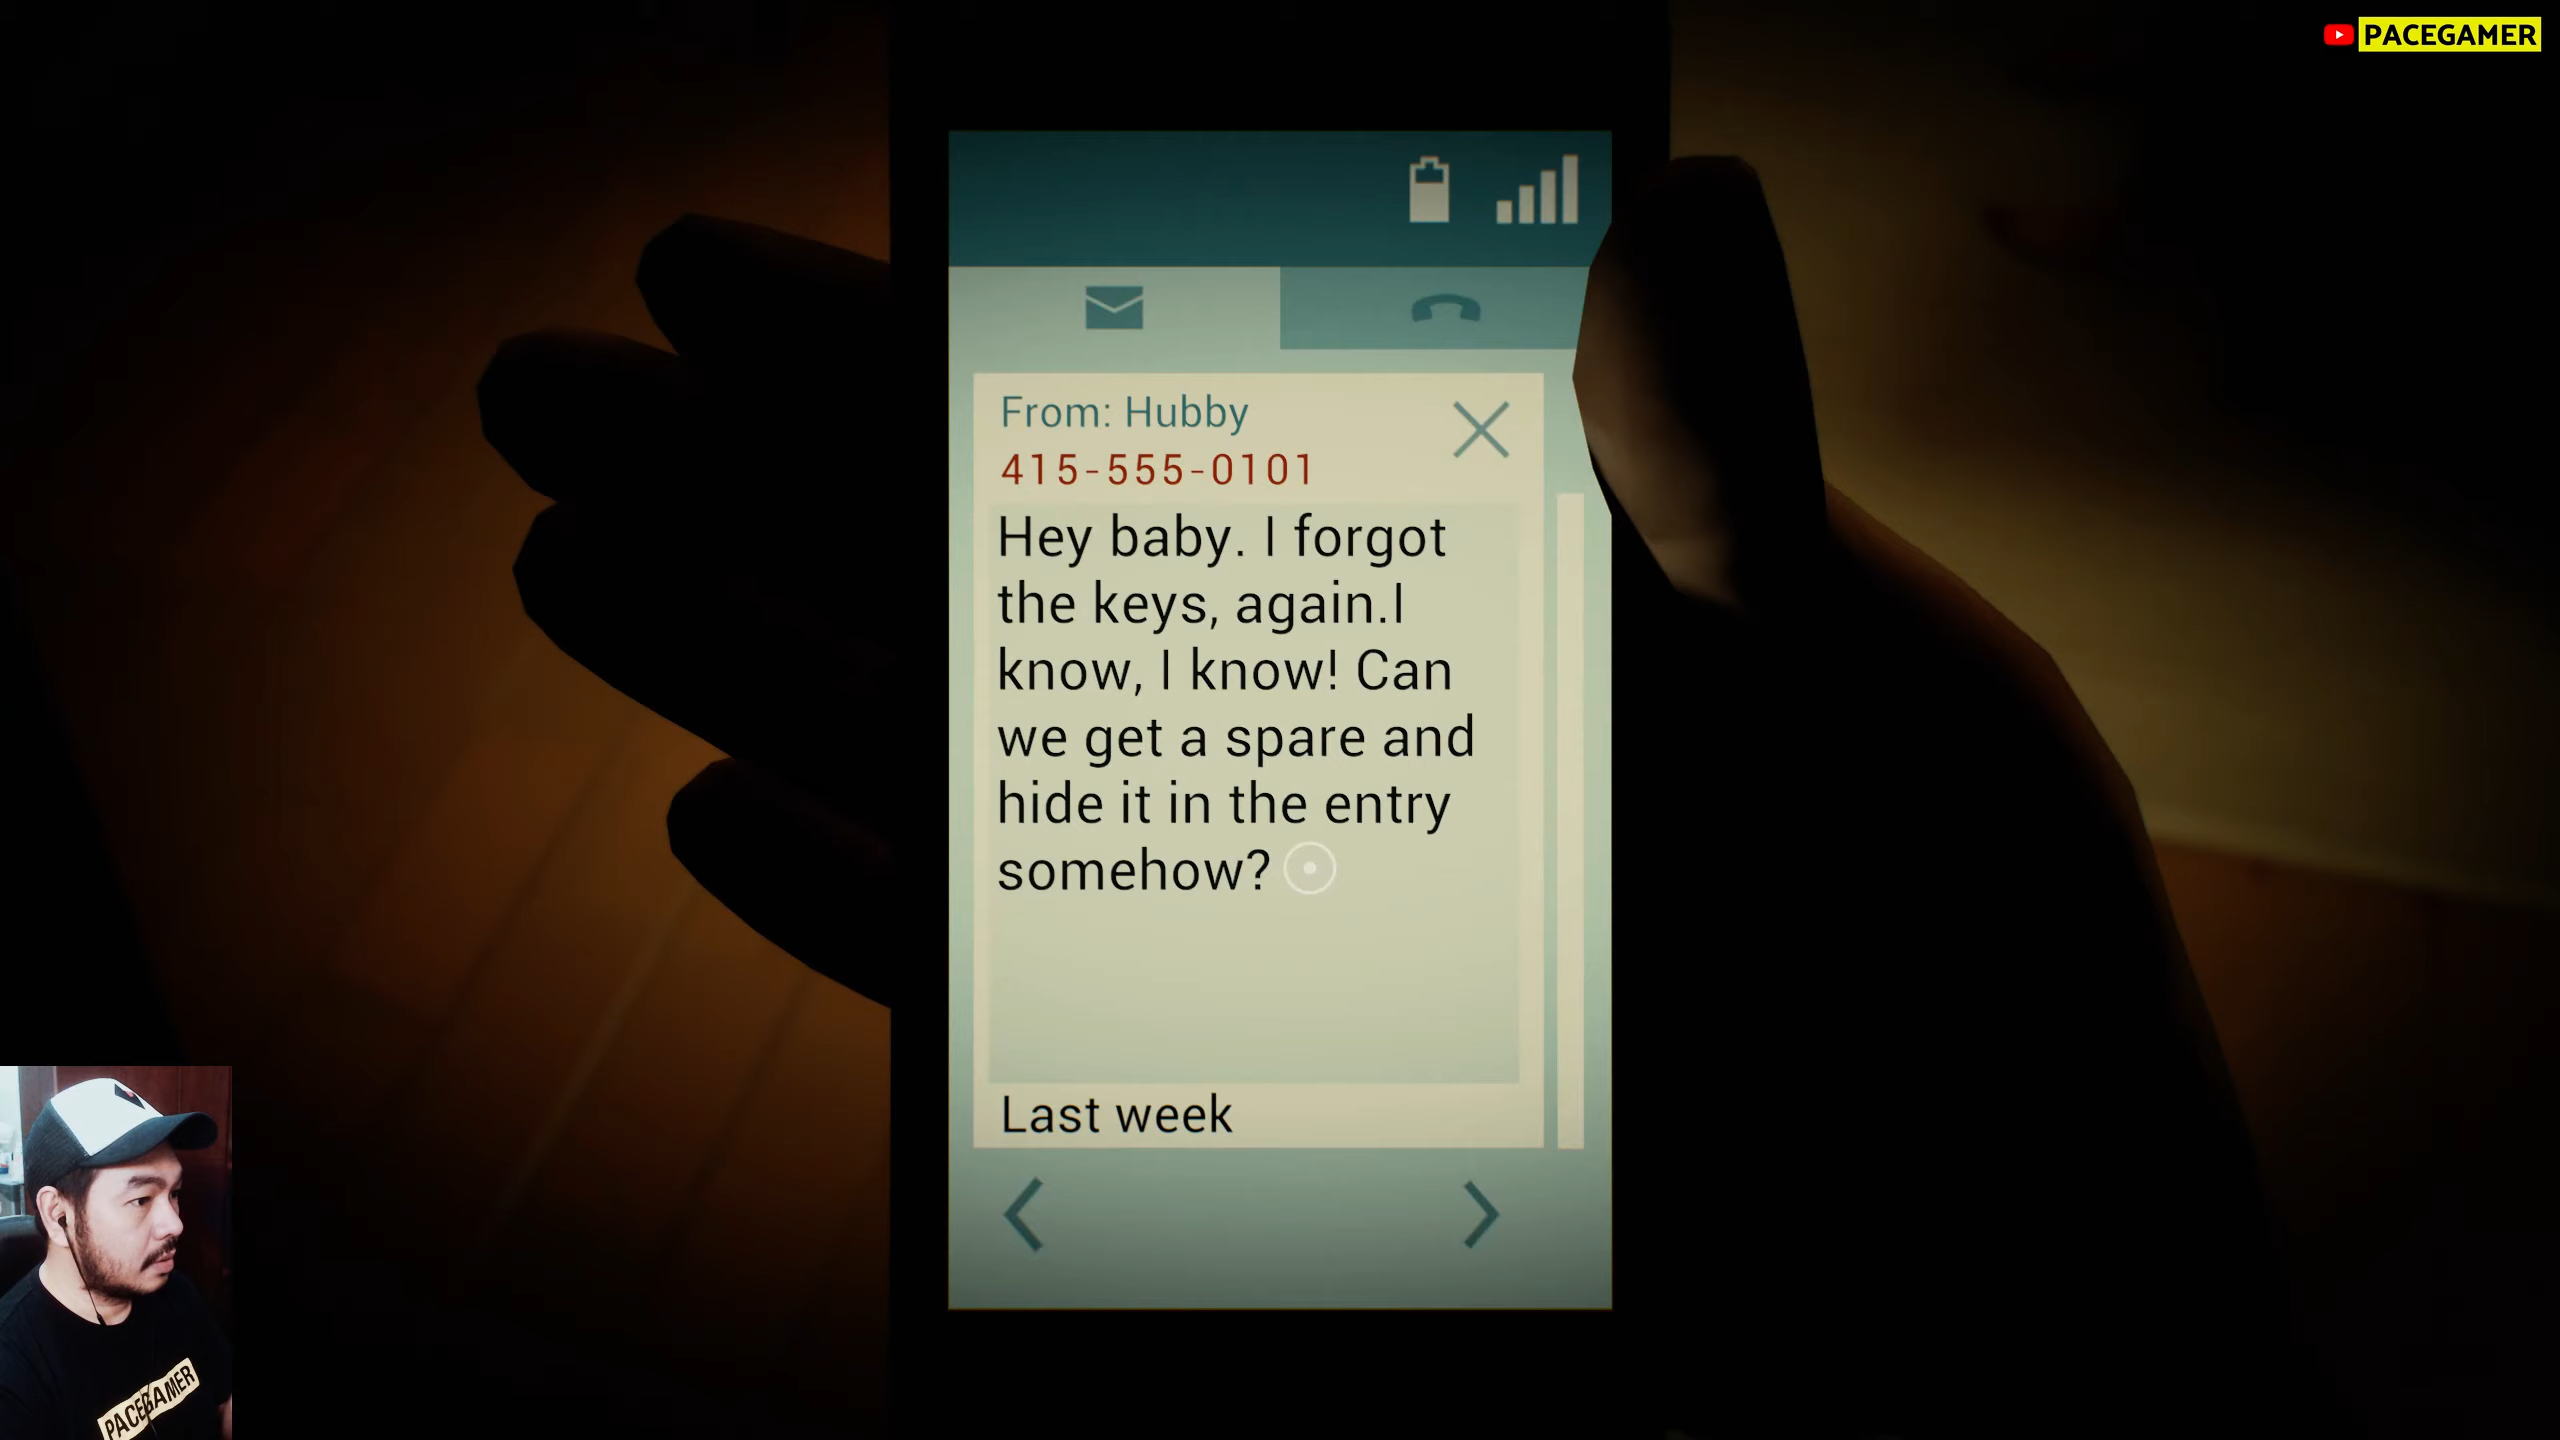 PACEGAMER
From: Hubby
415-555-0101
Hey baby. I forgot
the keys, again.I
know, I know! Can
we get a spare and
hide it in the entry
somehow?
Last week
PACEGAMER